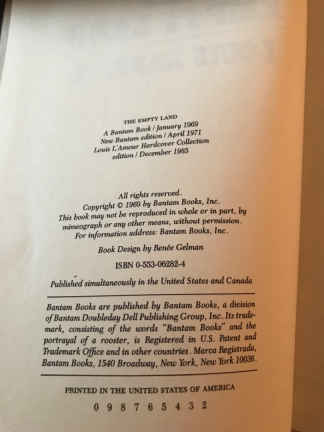 THE EMPTY LAND
A Bantam Book / January 1969
New Bantam edition / April 1971
Louis L'Amour Hardcover Collection
edition / December 1985
All rights reserved.
Copyright © 1969 by Bantam Books, Inc.
This book may not be reproduced in whole or in part, by
mimeograph or any other means, without permission.
For information address: Bantam Books, Inc.
Book Design by Renée Gelman
ISBN 0-553-06282-4
Published simultaneously in the United States and Canada
Bantam Books are published by Bantam Books, a division
of Bantam Doubleday Dell Publishing Group, Inc. Its trade-
mark, consisting of the words "Bantam Books" and the
portrayal of a rooster, is Registered in U.S. Patent and
Trademark Office and in other countries. Marca Registrada,
Bantam Books, 1540 Broadway, New York, New York 10036.
PRINTED IN THE UNITED STATES OF AMERICA
0 9 8 7 6 5 4 3 2